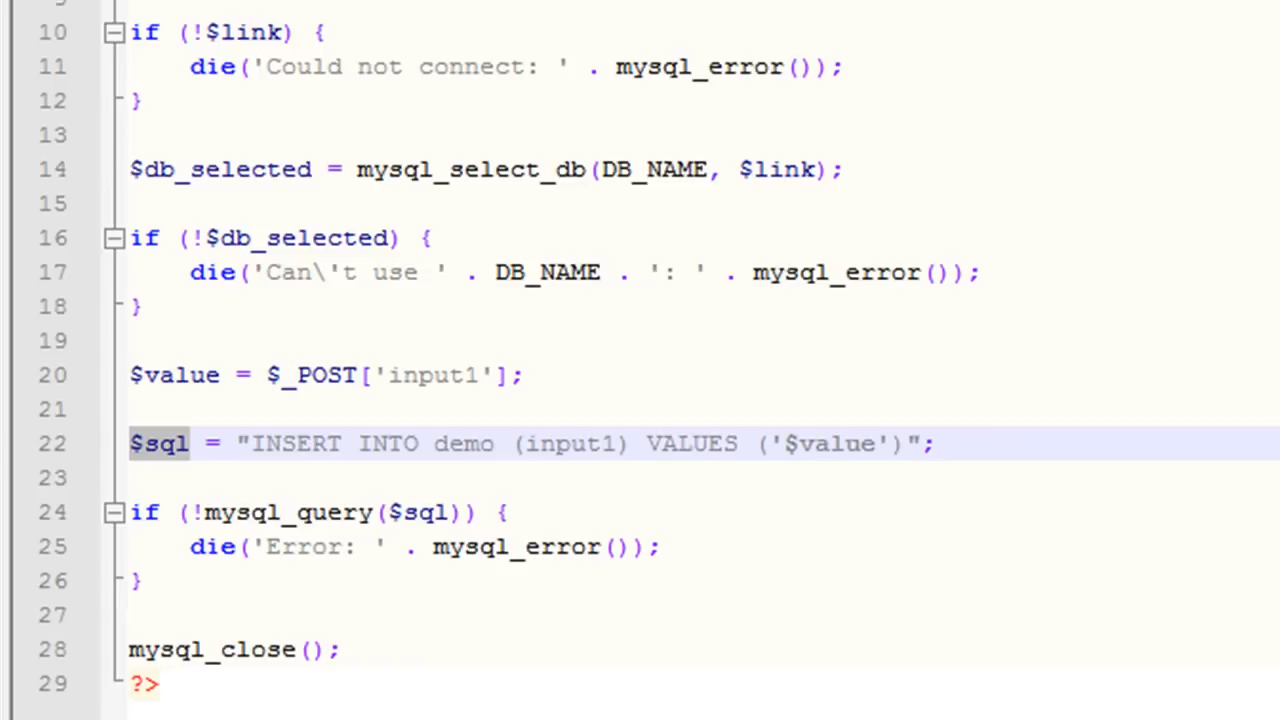 10 if (!$link) {
11 die('Could not connect: ' . mysql_error());
12 }
13
14 $db_selected = mysql_select_db(DB_NAME, $link);
15
16 if (!$db_selected) {
17 die('Can\'t use ' . DB_NAME . ': ' . mysql_error());
18 }
19
20 $value = $_POST['input1'];
21
22 $sql = "INSERT INTO demo (input1) VALUES ('$value')";
23
24 if (!mysql_query($sql)) {
25 die('Error: ' . mysql_error());
26 }
27
28 mysql_close();
29 ?>